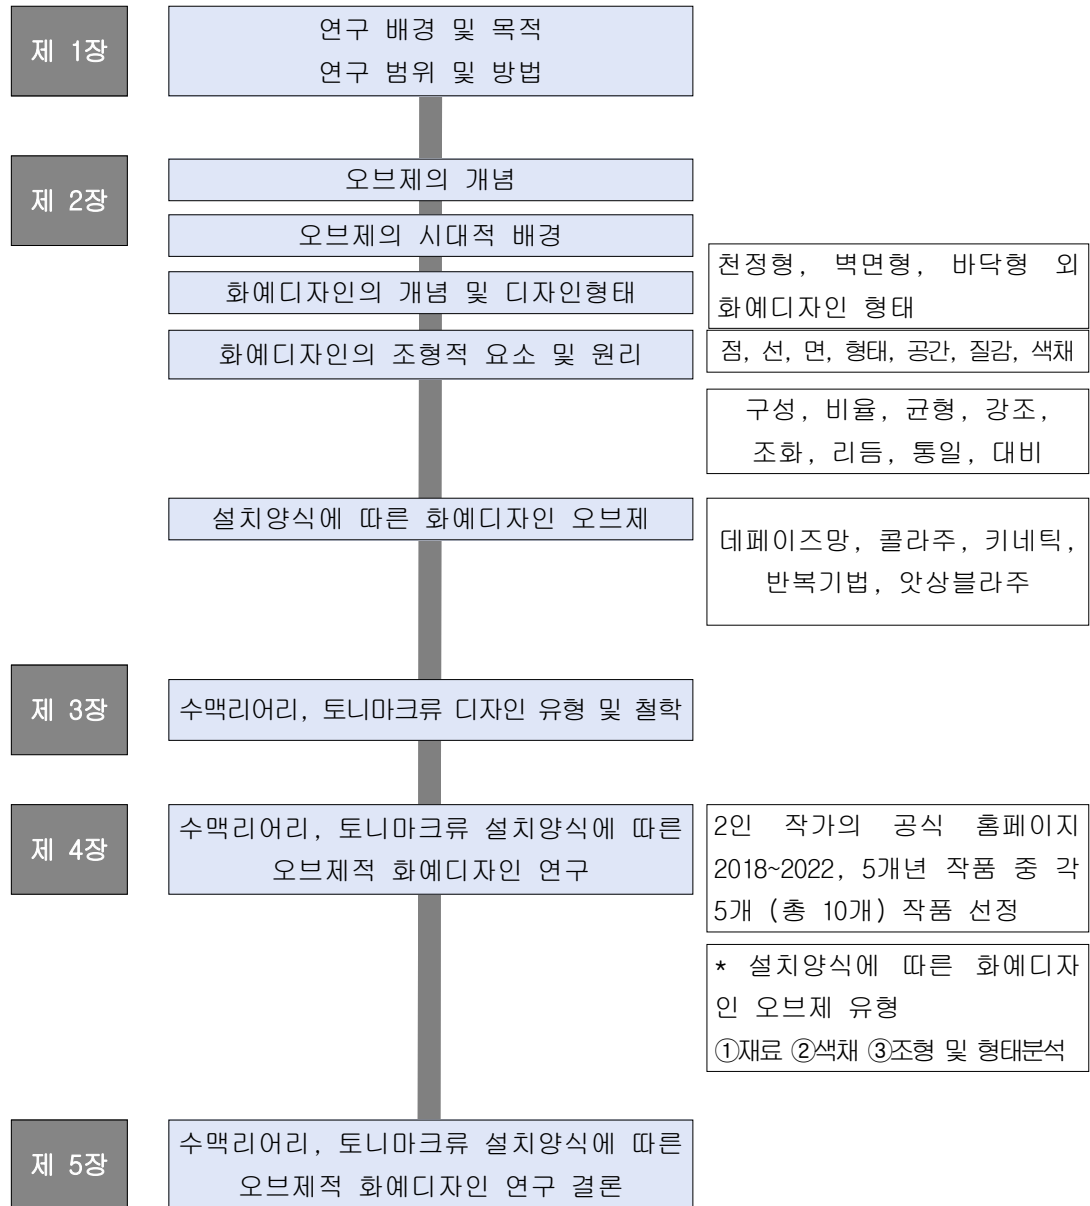 제 1장
연구 배경 및 목적
연구 범위 및 방법
제 2장
오브제의 개념
오브제의 시대적 배경
화예디자인의 개념 및 디자인형태
천정형, 벽면형, 바닥형 외
화예디자인 형태
화예디자인의 조형적 요소 및 원리
점, 선, 면, 형태, 공간, 질감, 색채
구성, 비율, 균형, 강조,
조화, 리듬, 통일, 대비
설치양식에 따른 화예디자인 오브제
데페이즈망, 콜라주, 키네틱,
반복기법, 앗상블라주
제 3장
수맥리어리, 토니마크류 디자인 유형 및 철학
제 4장
수맥리어리, 토니마크류 설치양식에 따른
오브제적 화예디자인 연구
2인 작가의 공식 홈페이지
2018~2022, 5개년 작품 중 각
5개 (총 10개) 작품 선정
* 설치양식에 따른 화예디자
인 오브제 유형
①재료 ②색채 ③조형 및 형태분석
제 5장
수맥리어리, 토니마크류 설치양식에 따른
오브제적 화예디자인 연구 결론